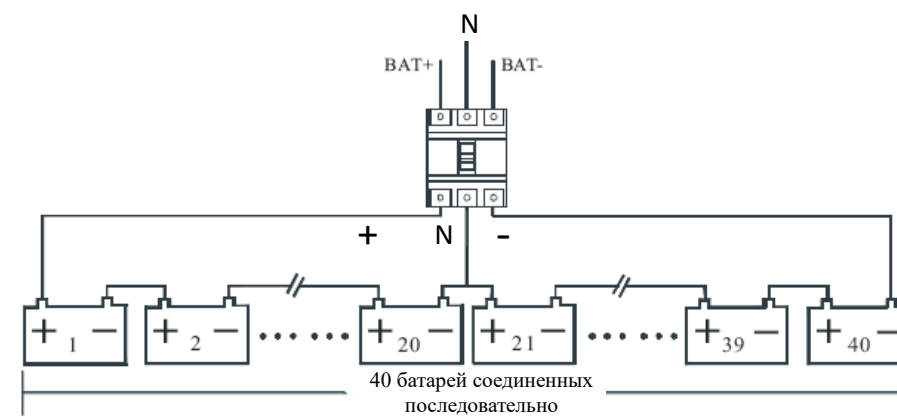 N
BAT+ BAT-
+ N -
+ - + - + - + - + - + -
1 2 20 21 39 40
40 батарей соединенных
последовательно